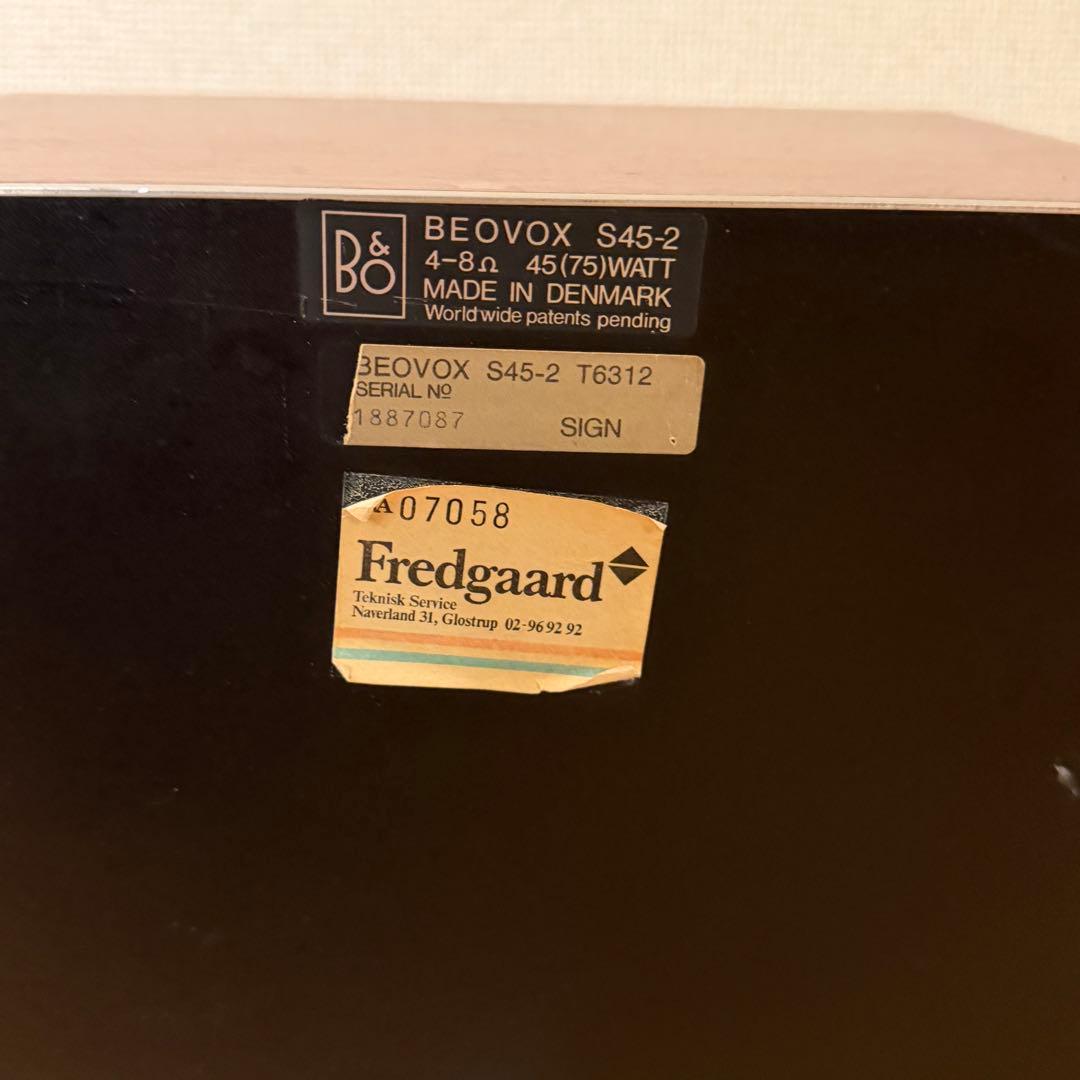 B&O
BEOVOX S45-2
4-8Ω 45(75)WATT
MADE IN DENMARK
Worldwide patents pending
BEOVOX S45-2 T6312
SERIAL Nº
1887087 SIGN
A07058
Fredgaard
Teknisk Service
Naverland 31, Glostrup 02-96 92 92